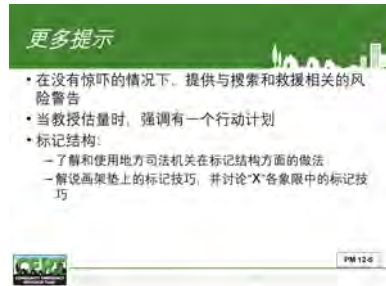 更多提示
• 在没有惊吓的情况下，提供与搜索和救援相关的风
险警告
• 当教授估量时，强调有一个行动计划
• 标记结构:
–了解和使用地方司法机关在标记结构方面的做法
–解说画架垫上的标记技巧，并讨论“X”各象限中的标记技
巧
PM 12-6